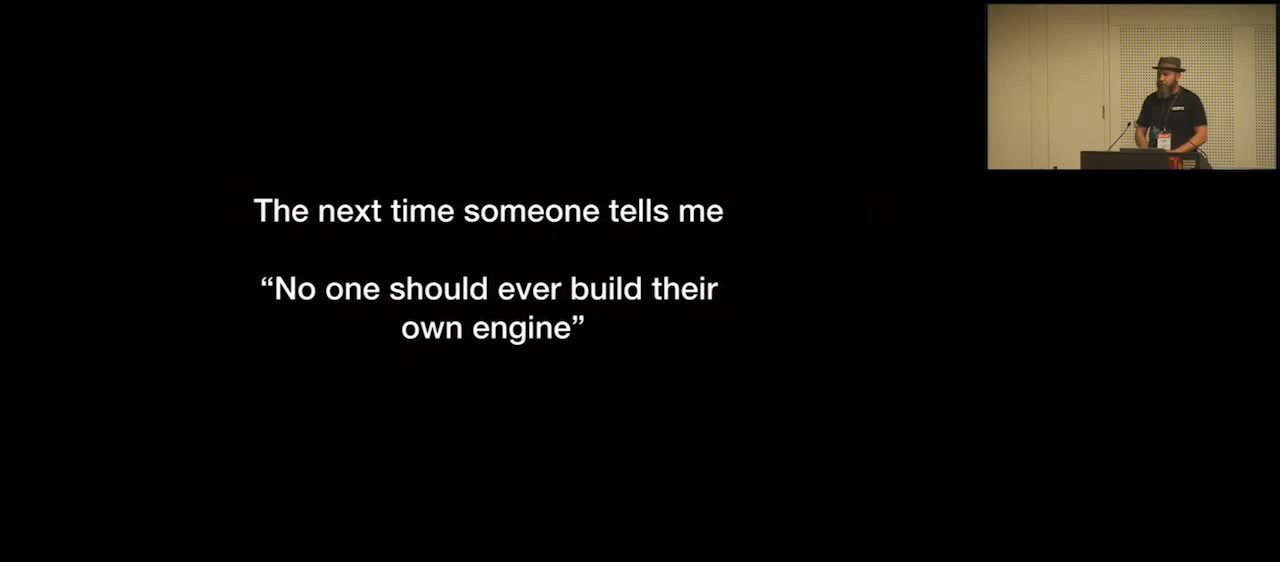 The next time someone tells me
“No one should ever build their
own engine”